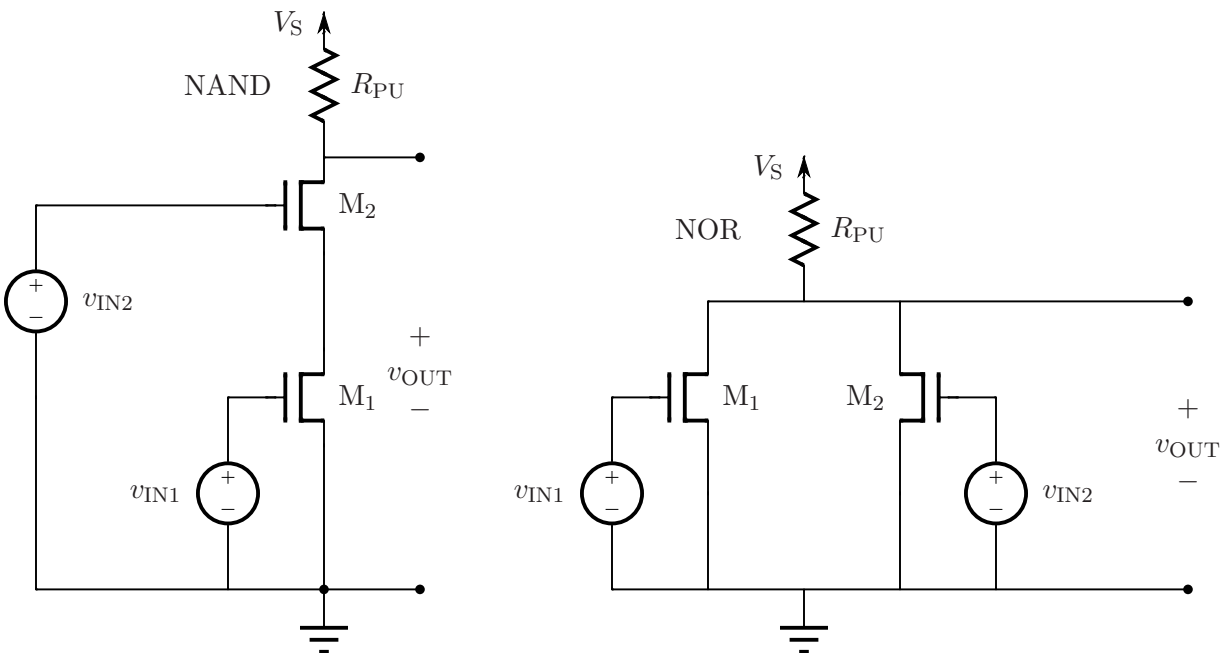 V_S
NAND
R_PU
M_2
+
−
v_IN2
+
v_OUT
−
M_1
+
−
v_IN1
V_S
NOR
R_PU
M_1
M_2
+
v_OUT
−
+
−
v_IN1
+
−
v_IN2